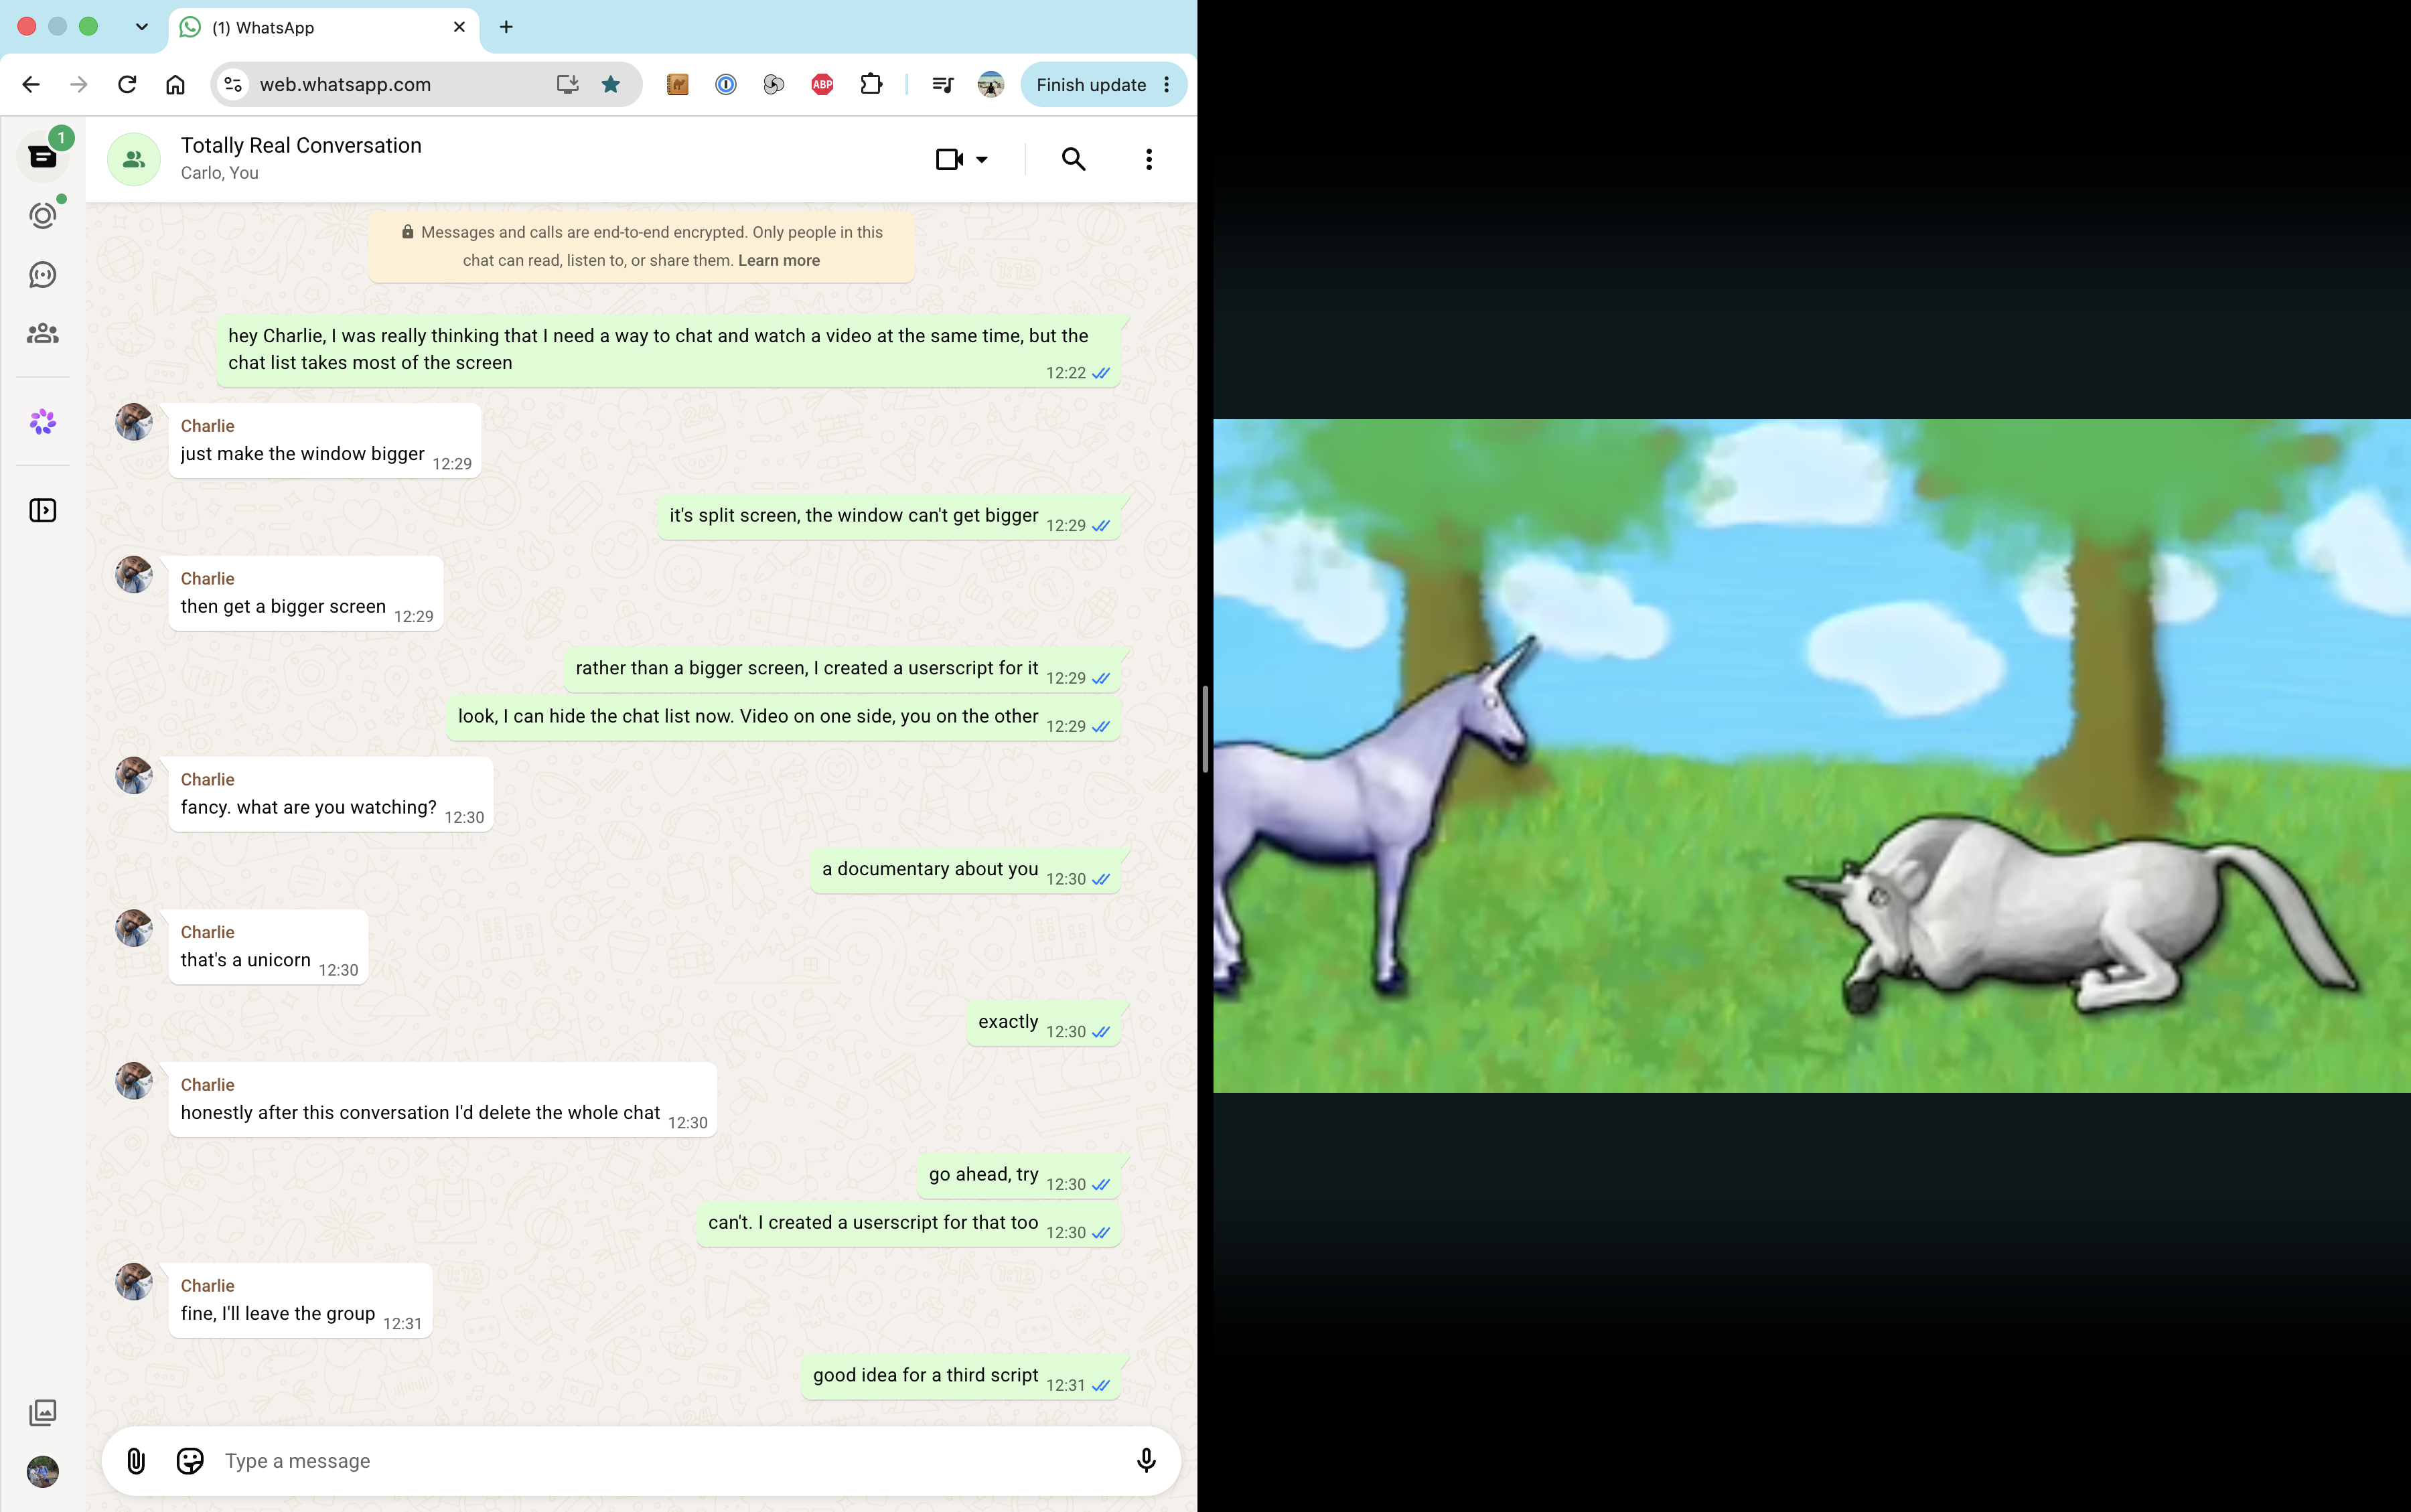 (1) WhatsApp
web.whatsapp.com
ABP
Finish update
1
Totally Real Conversation
Carlo, You
Messages and calls are end-to-end encrypted. Only people in this
chat can read, listen to, or share them. Learn more
hey Charlie, I was really thinking that I need a way to chat and watch a video at the same time, but the
chat list takes most of the screen
12:22
Charlie
just make the window bigger 12:29
it's split screen, the window can't get bigger 12:29
Charlie
then get a bigger screen 12:29
rather than a bigger screen, I created a userscript for it 12:29
look, I can hide the chat list now. Video on one side, you on the other 12:29
Charlie
fancy. what are you watching? 12:30
a documentary about you 12:30
Charlie
that's a unicorn 12:30
exactly 12:30
Charlie
honestly after this conversation I'd delete the whole chat 12:30
go ahead, try 12:30
can't. I created a userscript for that too 12:30
Charlie
fine, I'll leave the group 12:31
good idea for a third script 12:31
Type a message